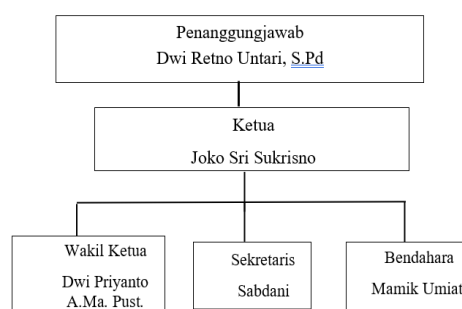 Penanggungjawab
Dwi Retno Untari, S.Pd
Ketua
Joko Sri Sukrisno
Wakil Ketua
Dwi Priyanto
A.Ma. Pust.
Sekretaris
Sabdani
Bendahara
Mamik Umiat